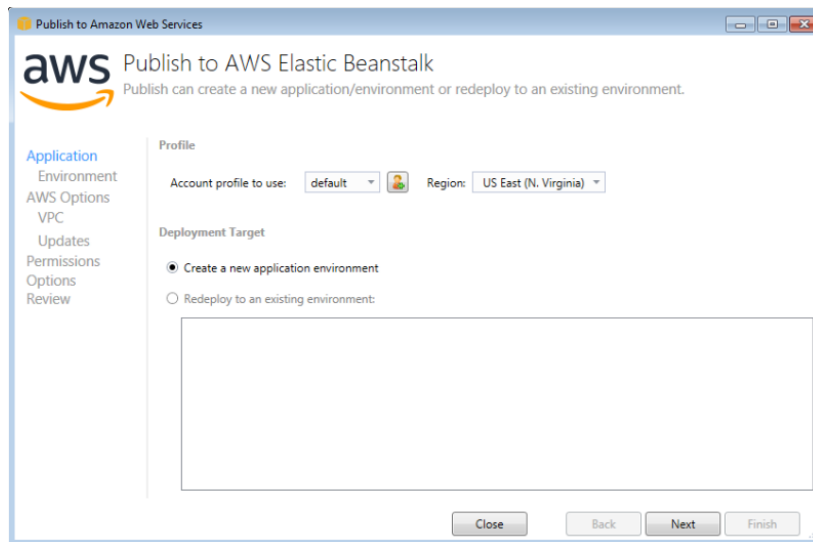 Publish to Amazon Web Services
aws
Publish to AWS Elastic Beanstalk
Publish can create a new application/environment or redeploy to an existing environment.
Application
Environment
AWS Options
VPC
Updates
Permissions
Options
Review
Profile
Account profile to use: default Region: US East (N. Virginia)
Deployment Target
Create a new application environment
Redeploy to an existing environment:
Close Back Next Finish